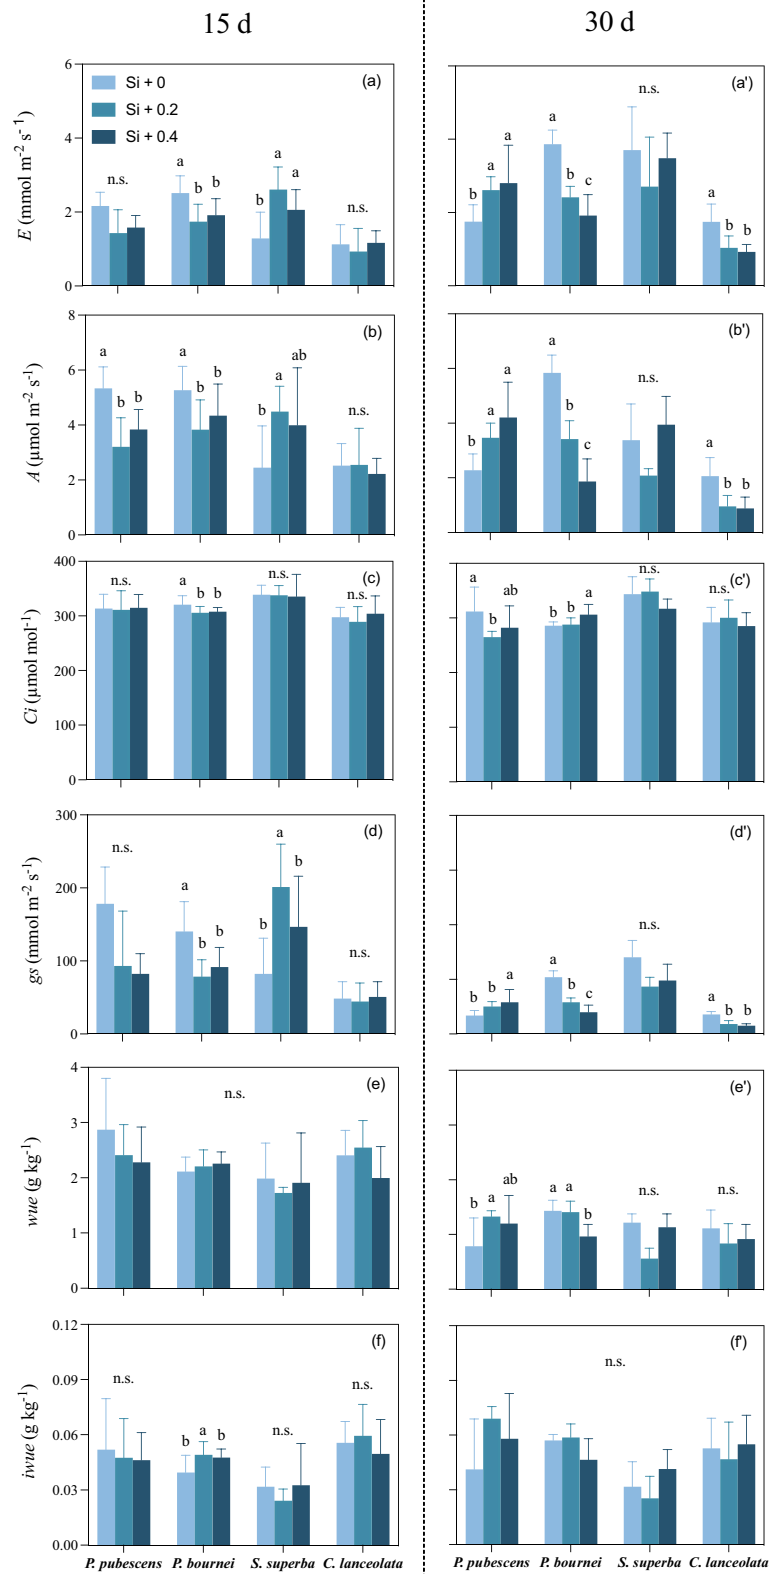 15 d
30 d
E (mmol m⁻² s⁻¹)
6
4
2
0
Si + 0
Si + 0.2
Si + 0.4
(a)
n.s.
a b b
b a a
n.s.
(a')
b a a
a b c
n.s.
a b b
A (μmol m⁻² s⁻¹)
8
6
4
2
0
(b)
a b b
a b b
b a ab
n.s.
(b')
b a a
a b c
n.s.
a b b
Ci (μmol mol⁻¹)
400
300
200
100
0
(c)
n.s.
a b b
n.s.
n.s.
(c')
a b ab
b b a
n.s.
n.s.
gs (mmol m⁻² s⁻¹)
300
200
100
0
(d)
n.s.
a b b
b a b
n.s.
(d')
b b a
a b c
n.s.
a b b
wue (g kg⁻¹)
4
3
2
1
0
(e)
n.s.
(e')
b a ab
a a b
n.s.
n.s.
iwue (g kg⁻¹)
0.12
0.09
0.06
0.03
0.00
(f)
n.s.
b a b
n.s.
n.s.
(f')
n.s.
P. pubescens P. bournei S. superba C. lanceolata
P. pubescens P. bournei S. superba C. lanceolata